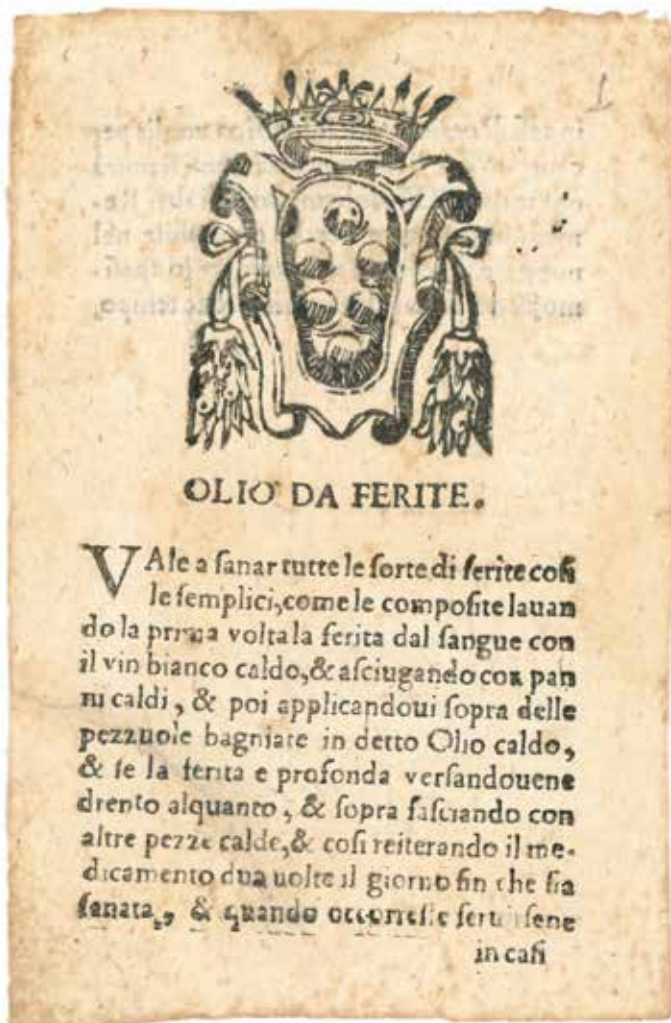 1
OLIO DA FERITE.
VAle a ſanar tutte le ſorte di ferite coſi
le ſemplici, come le compoſite lauan
do la prima volta la ferita dal ſangue con
il vin bianco caldo, & aſciugando con pan
ni caldi, & poi applicandoui ſopra delle
pezzuole bagniate in detto Olio caldo,
& ſe la ferita e profonda verſandouene
drento alquanto, & ſopra faſciando con
altre pezze calde, & coſi reiterando il me-
dicamento dua uolte il giorno fin che ſia
ſanata, & quando occorreſſe ſeruirſene
in caſi